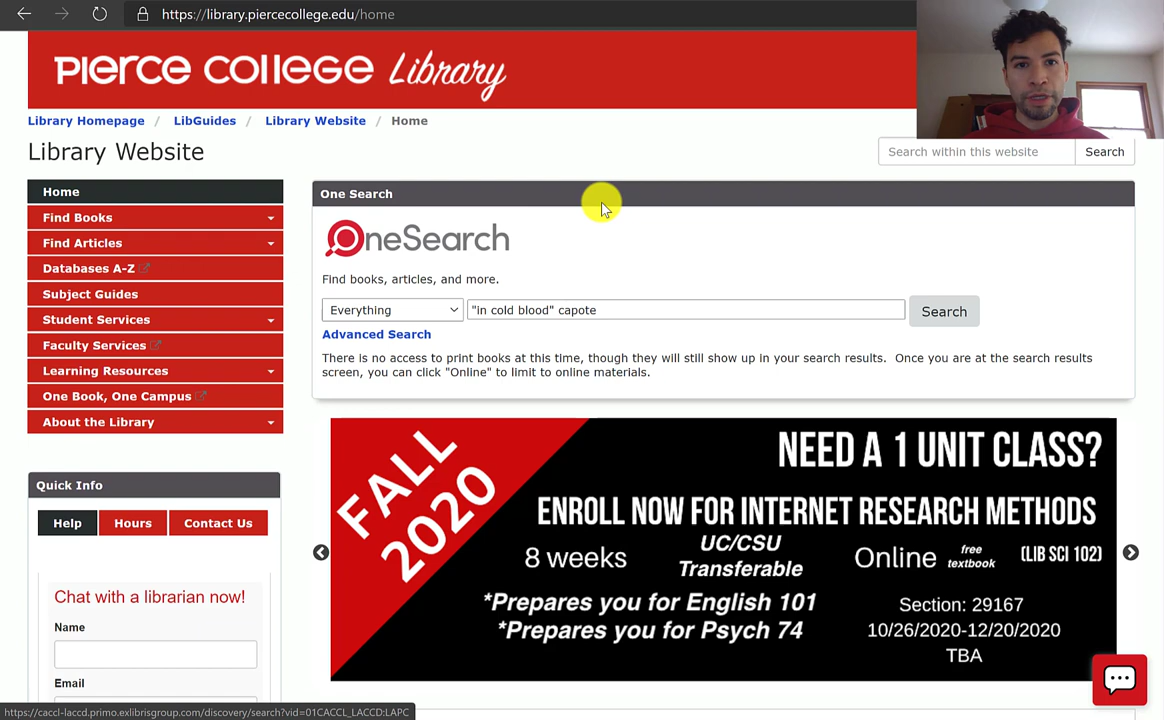 https://library.piercecollege.edu/home
PIERCE COLLEGE Library
Library Homepage / LibGuides / Library Website / Home
Library Website
Search within this website Search
Home
Find Books
Find Articles
Databases A-Z
Subject Guides
Student Services
Faculty Services
Learning Resources
One Book, One Campus
About the Library
One Search
OneSearch
Find books, articles, and more.
Everything "in cold blood" capote Search
Advanced Search
There is no access to print books at this time, though they will still show up in your search results. Once you are at the search results
screen, you can click "Online" to limit to online materials.
FALL
2020
NEED A 1 UNIT CLASS?
ENROLL NOW FOR INTERNET RESEARCH METHODS
8 weeks
UC/CSU
Transferable
Online
free
textbook
(LIB SCI 102)
*Prepares you for English 101
*Prepares you for Psych 74
Section: 29167
10/26/2020-12/20/2020
TBA
Quick Info
Help Hours Contact Us
Chat with a librarian now!
Name
Email
https://caccl-laccd.primo.exlibrisgroup.com/discovery/search?vid=01CACCL_LACCD:LAPC